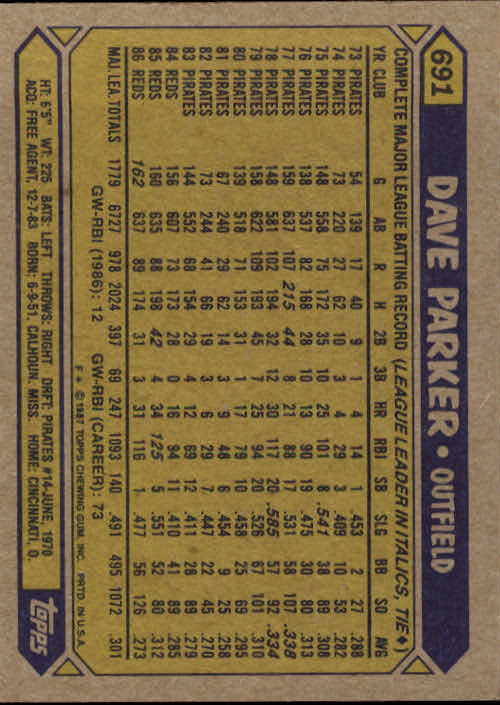 691 DAVE PARKER • OUTFIELD
COMPLETE MAJOR LEAGUE BATTING RECORD (LEAGUE LEADER IN ITALICS, TIE ♦)
YR CLUB G AB R H 2B 3B HR RBI SB SLG BB SO AVG
73 PIRATES 54 139 17 40 9 1 4 14 1 .453 2 27 .288
74 PIRATES 73 220 27 62 10 3 4 29 3 .409 10 53 .282
75 PIRATES 148 558 75 172 35 10 25 101 8 .541 38 89 .308
76 PIRATES 138 537 82 168 28 10 13 90 19 .475 30 80 .313
77 PIRATES 159 637 107 215 44 8 21 88 17 .531 58 107 .338
78 PIRATES 148 581 102 194 32 12 30 117 20 .585 57 92 .334
79 PIRATES 158 622 109 193 45 7 25 94 20 .526 67 101 .310
80 PIRATES 139 518 71 153 31 1 17 79 10 .458 25 69 .295
81 PIRATES 67 240 29 62 14 3 9 48 6 .454 9 25 .258
82 PIRATES 73 244 41 66 19 3 6 29 7 .447 22 45 .270
83 PIRATES 144 552 68 154 29 4 12 69 12 .411 28 89 .279
84 REDS 156 607 73 173 28 0 16 94 11 .410 41 89 .285
85 REDS 160 635 88 198 42 4 34 125 5 .551 52 80 .312
86 REDS 162 637 89 174 31 3 31 116 1 .477 56 126 .273
MAJ. LEA. TOTALS 1779 6727 978 2024 397 69 247 1093 140 .491 495 1072 .301
GW-RBI (1986): 12 GW-RBI (CAREER): 73
F* © 1987 TOPPS CHEWING GUM, INC. PRTD. IN U.S.A.
HT: 6'5" WT: 225 BATS: LEFT THROWS: RIGHT DRFT: PIRATES #14-JUNE, 1970
ACQ: FREE AGENT, 12-7-83 BORN: 6-9-51, CALHOUN, MISS. HOME: CINCINNATI, O.
topps